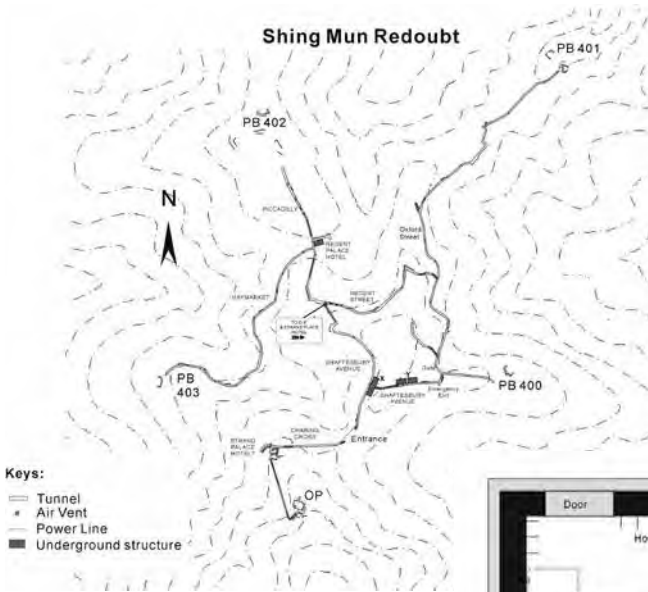 Shing Mun Redoubt
PB 401
PB 402
N
PICCADILLY
REGENT
PALACE
HOTEL
Oxford
Street
HAYMARKET
REGENT
STREET
SHAFTESBURY
AVENUE
PB
403
PB 400
SHAFTESBURY
AVENUE
Emergency
Exit
CHARING
CROSS
Entrance
STRAND
PALACE
HOTEL
OP
Keys:
Tunnel
Air Vent
Power Line
Underground structure
Door
Ho